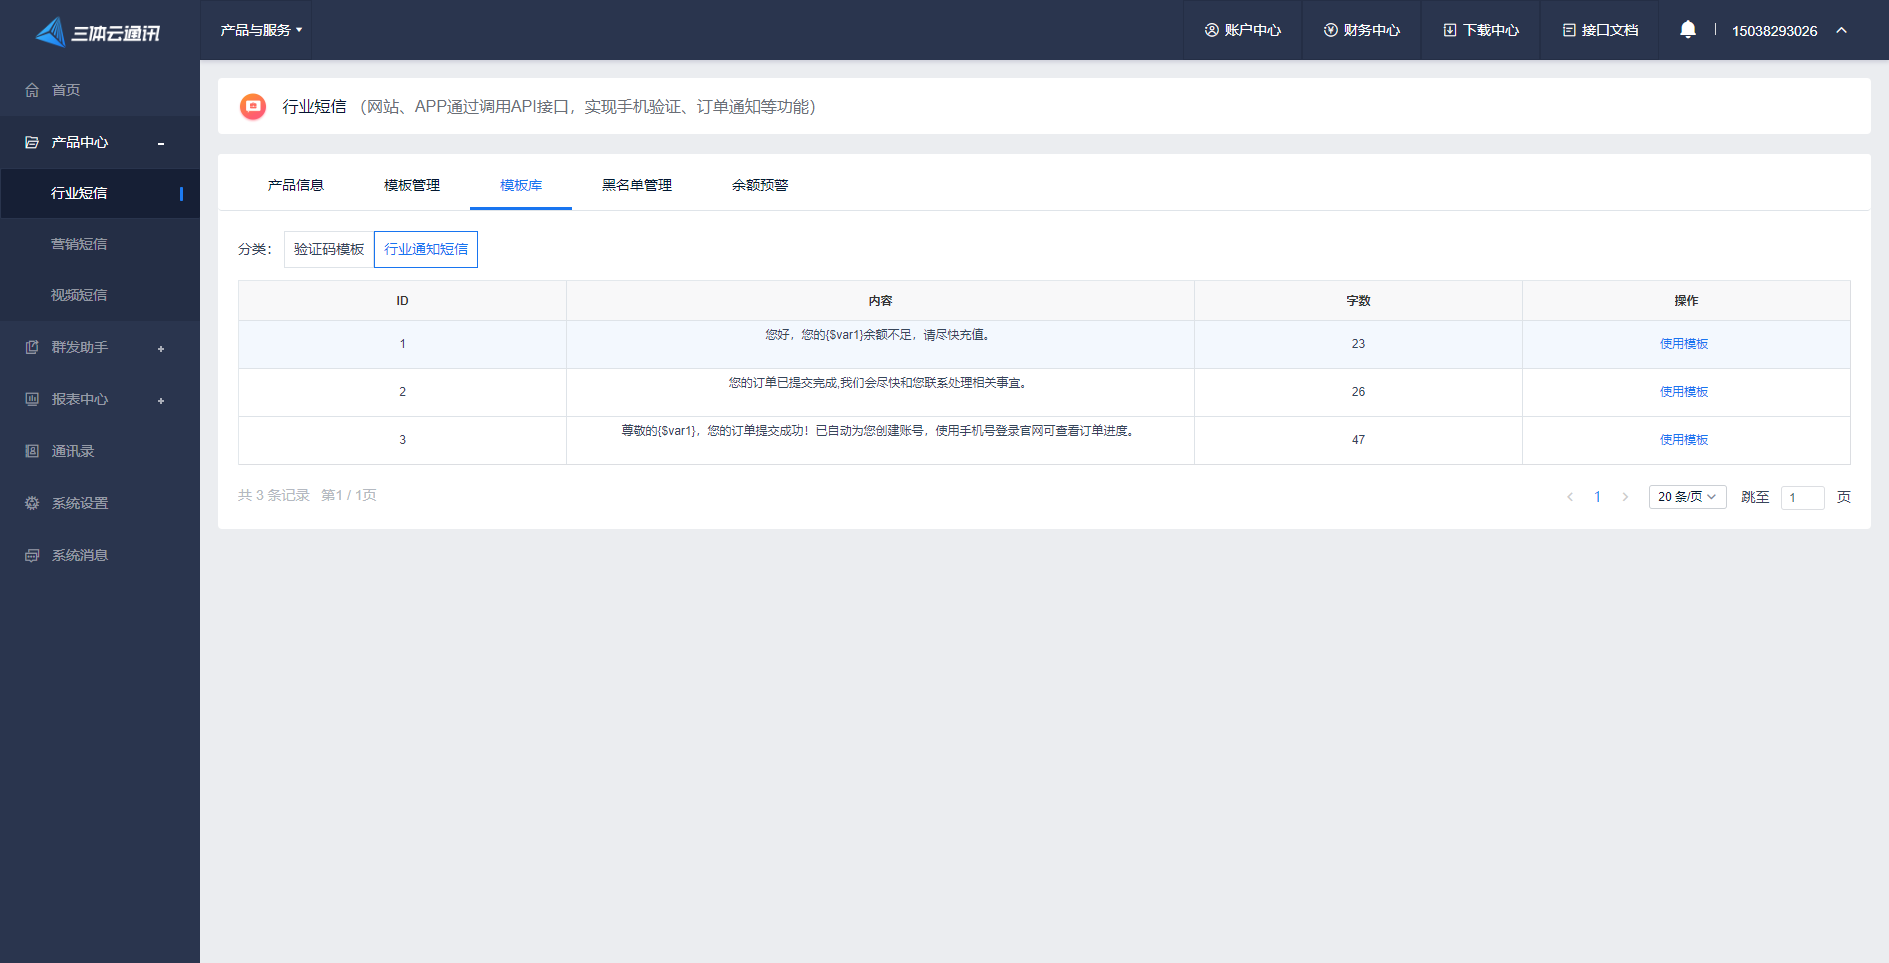 三体云通讯
产品与服务
账户中心
财务中心
下载中心
接口文档
15038293026
首页
产品中心
行业短信
营销短信
视频短信
群发助手
报表中心
通讯录
系统设置
系统消息
行业短信 （网站、APP通过调用API接口，实现手机验证、订单通知等功能）
产品信息 模板管理 模板库 黑名单管理 余额预警
分类： 验证码模板 行业通知短信
ID 内容 字数 操作
1 您好，您的{$var1}余额不足，请尽快充值。 23 使用模板
2 您的订单已提交完成,我们会尽快和您联系处理相关事宜。 26 使用模板
3 尊敬的{$var1}，您的订单提交成功！已自动为您创建账号，使用手机号登录官网可查看订单进度。 47 使用模板
共 3 条记录 第1 / 1页
1 20 条/页 跳至 1 页